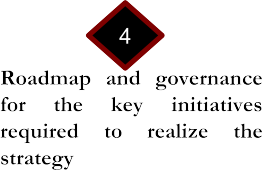 4
Roadmap and governance
for the key initiatives
required to realize the
strategy